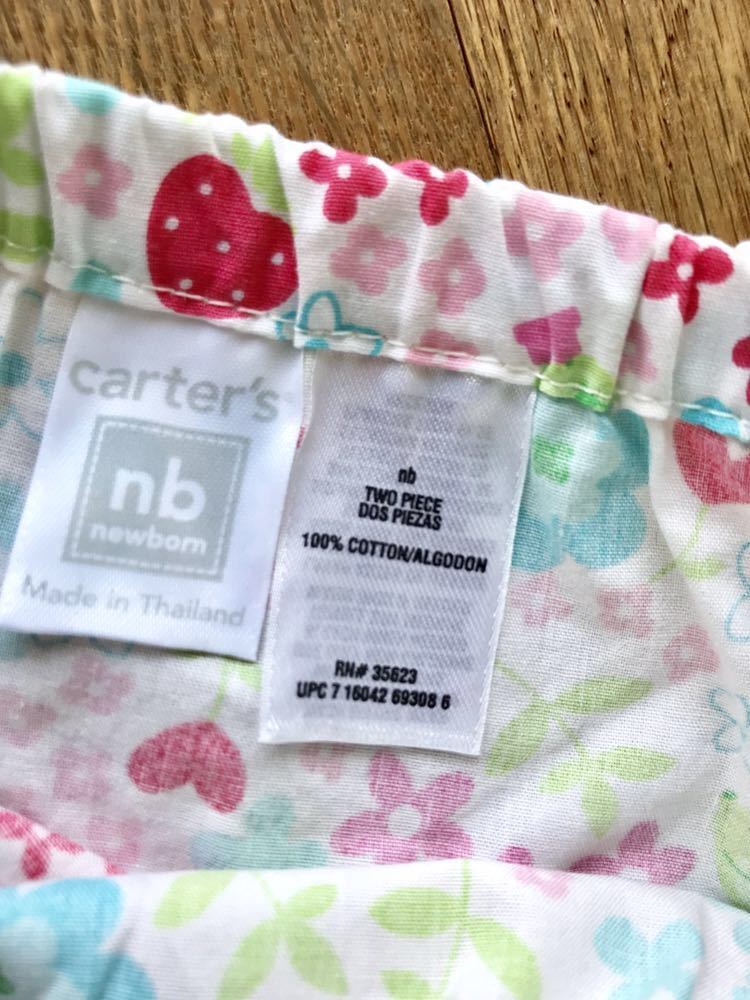 carter's
nb
newborn
Made in Thailand
nb
TWO PIECE
DOS PIEZAS
100% COTTON/ALGODON
RN# 35623
UPC 7 16042 69308 6